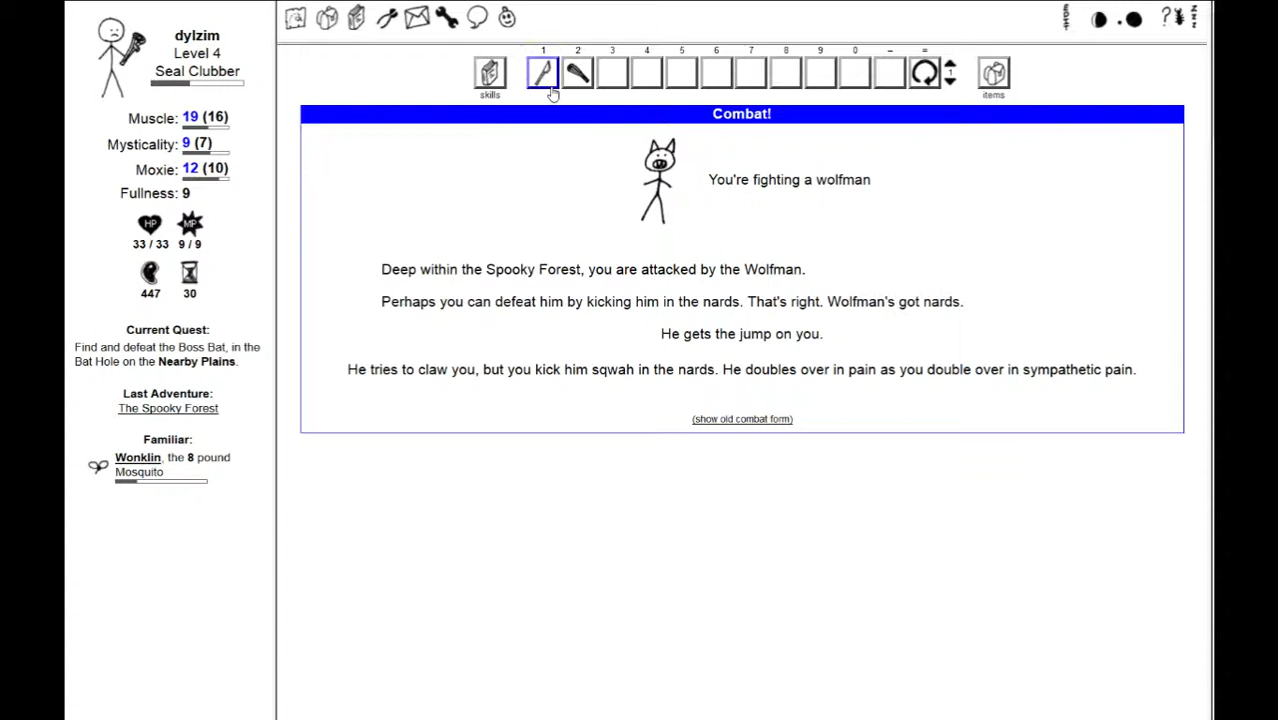 dylzim
Level 4
Seal Clubber
Muscle: 19 (16)
Mysticality: 9 (7)
Moxie: 12 (10)
Fullness: 9
HP MP
33 / 33 9 / 9
447 30
Current Quest:
Find and defeat the Boss Bat, in the
Bat Hole on the Nearby Plains.
Last Adventure:
The Spooky Forest
Familiar:
Wonklin, the 8 pound
Mosquito
1 2 3 4 5 6 7 8 9 0 – =
1
skills
items
Combat!
You're fighting a wolfman
Deep within the Spooky Forest, you are attacked by the Wolfman.
Perhaps you can defeat him by kicking him in the nards. That's right. Wolfman's got nards.
He gets the jump on you.
He tries to claw you, but you kick him sqwah in the nards. He doubles over in pain as you double over in sympathetic pain.
(show old combat form)